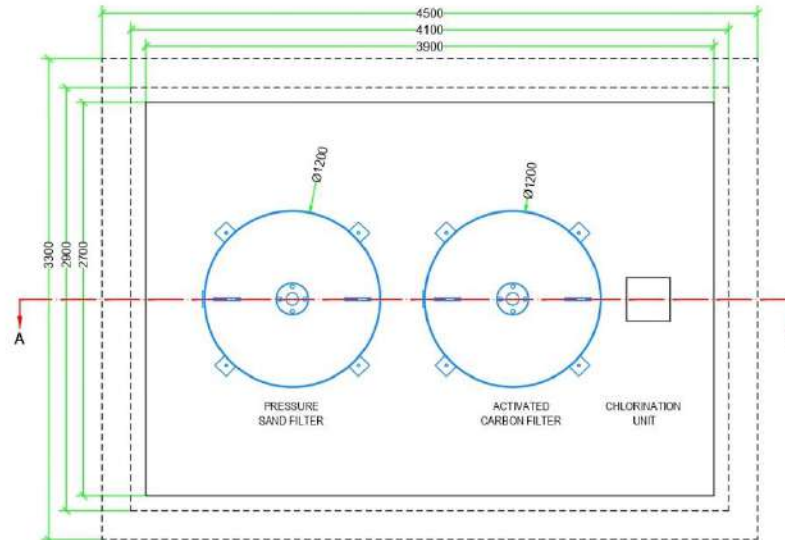 4500
4100
3900
3300
2900
2700
Ø1200
Ø1200
A
PRESSURE
SAND FILTER
ACTIVATED
CARBON FILTER
CHLORINATION
UNIT